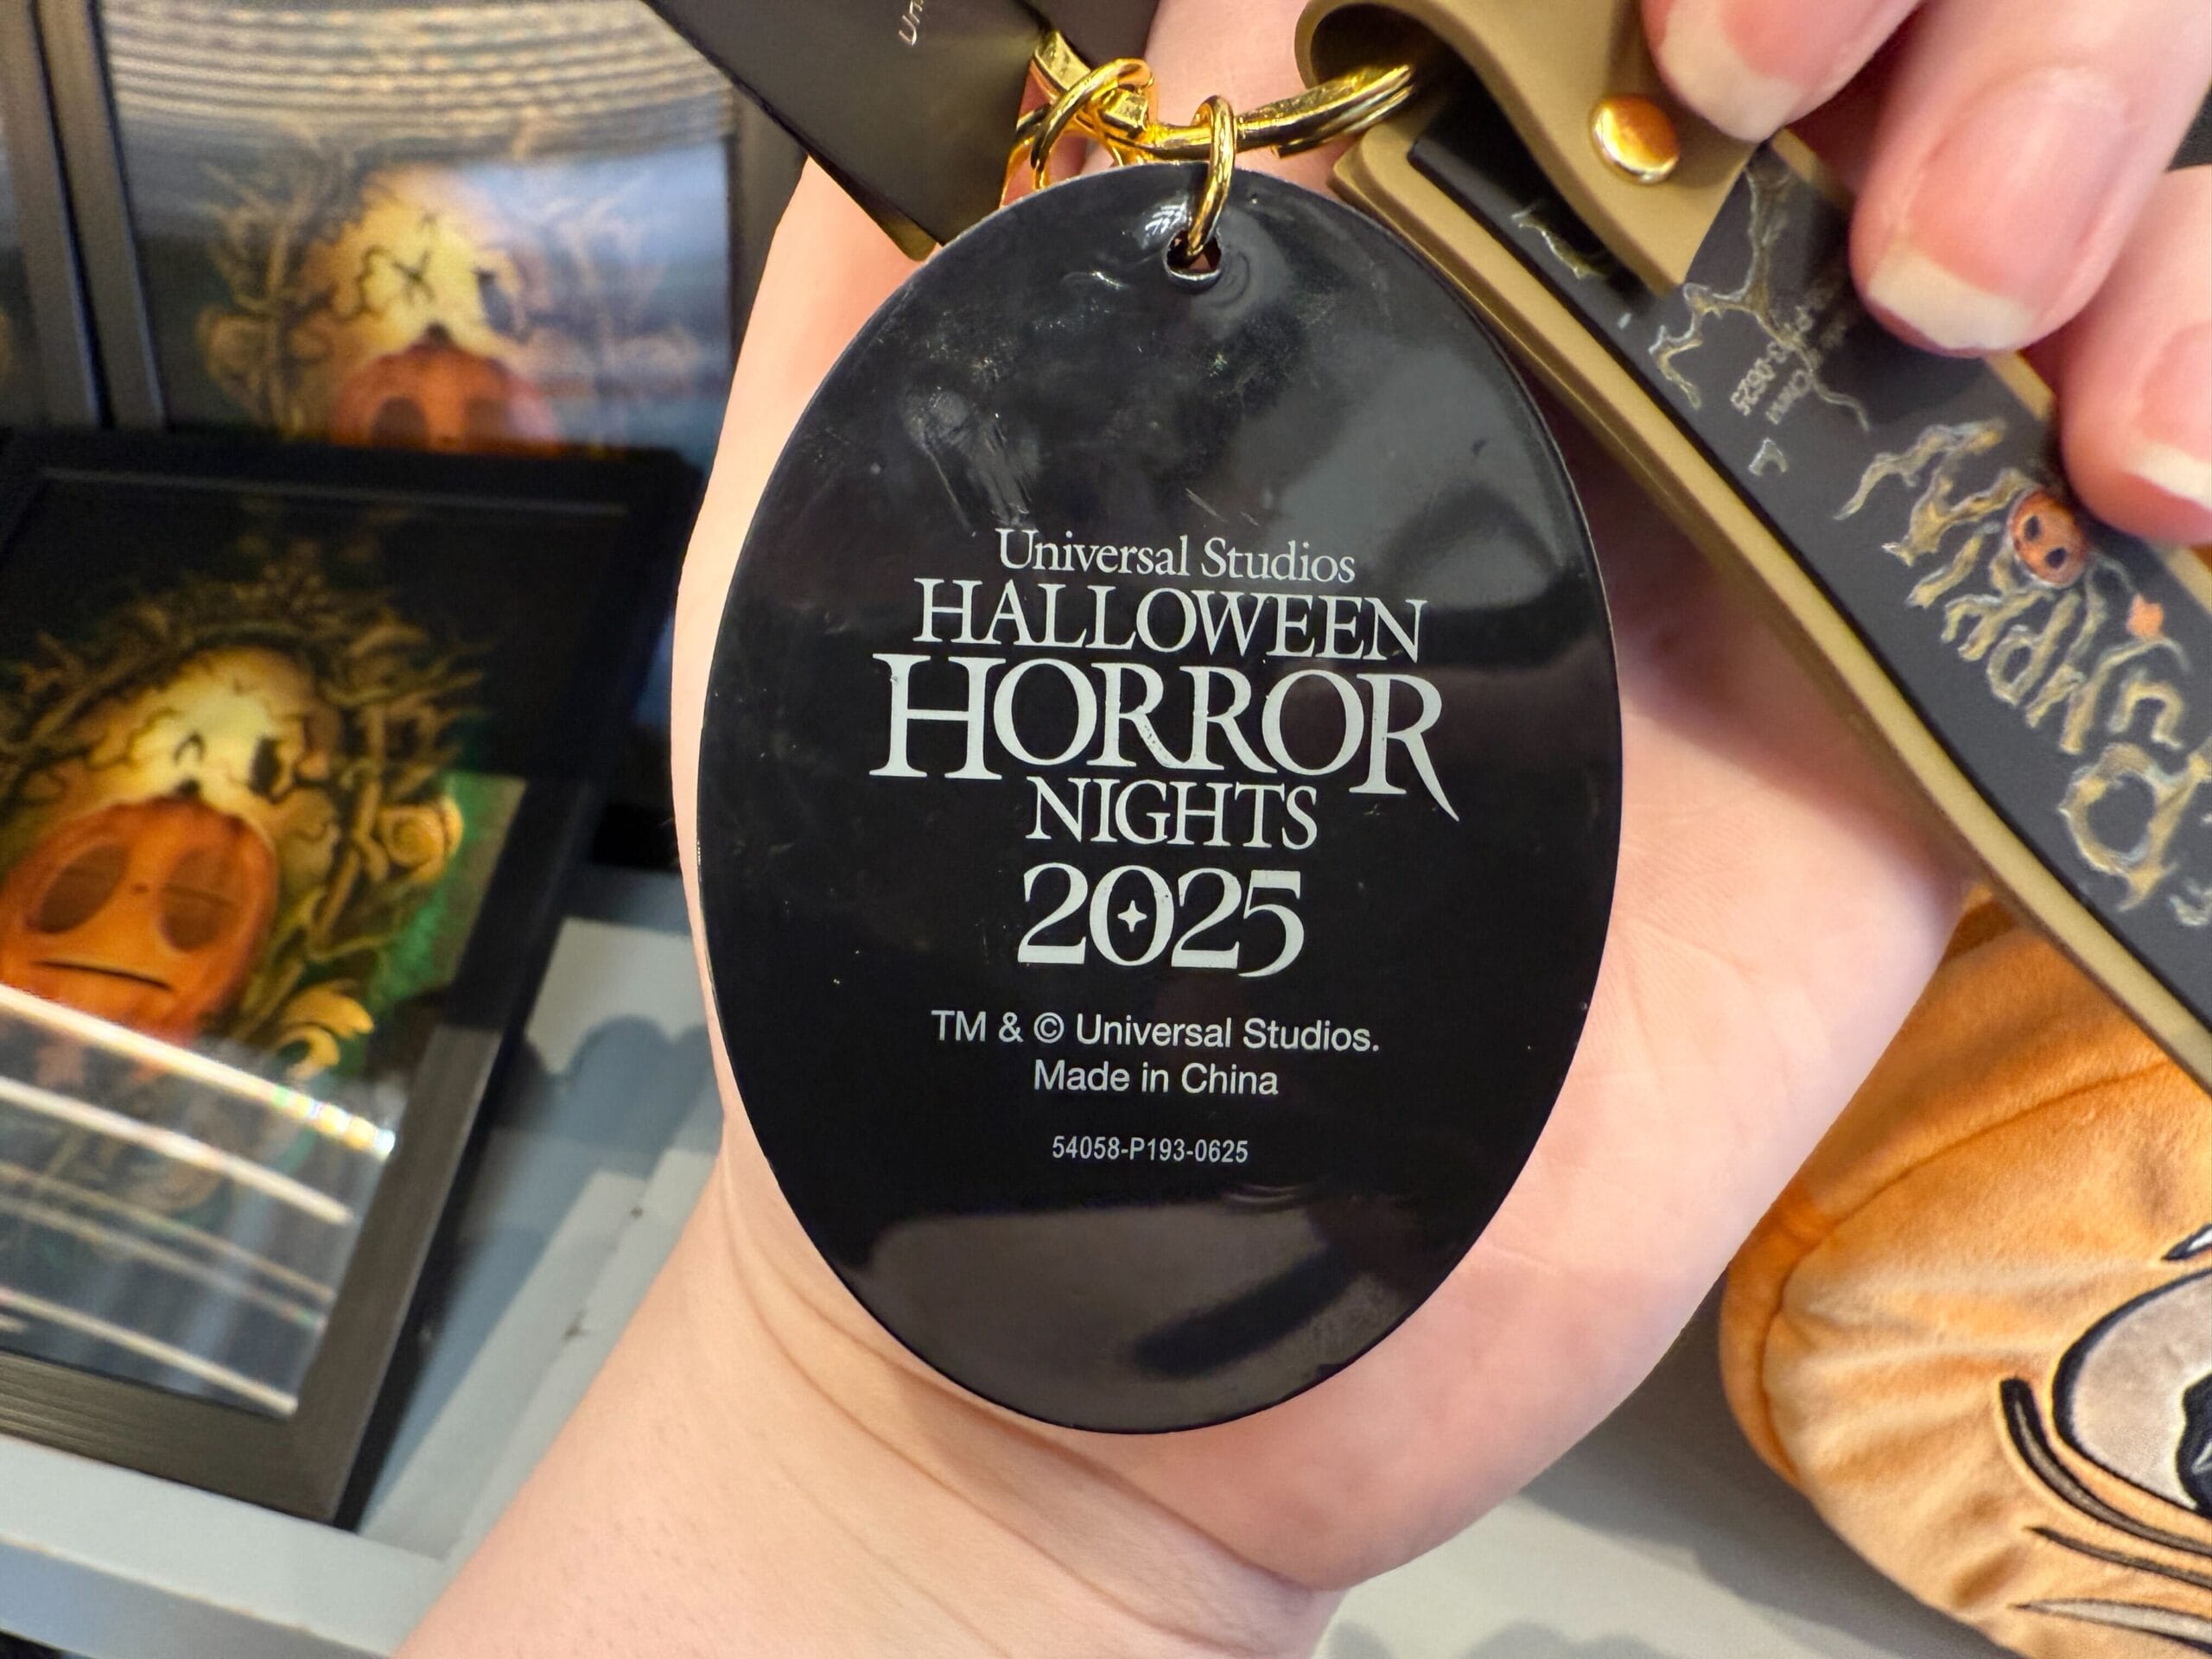 Universal Studios
HALLOWEEN
HORROR
NIGHTS
2025
TM & © Universal Studios.
Made in China
54058-P193-0625